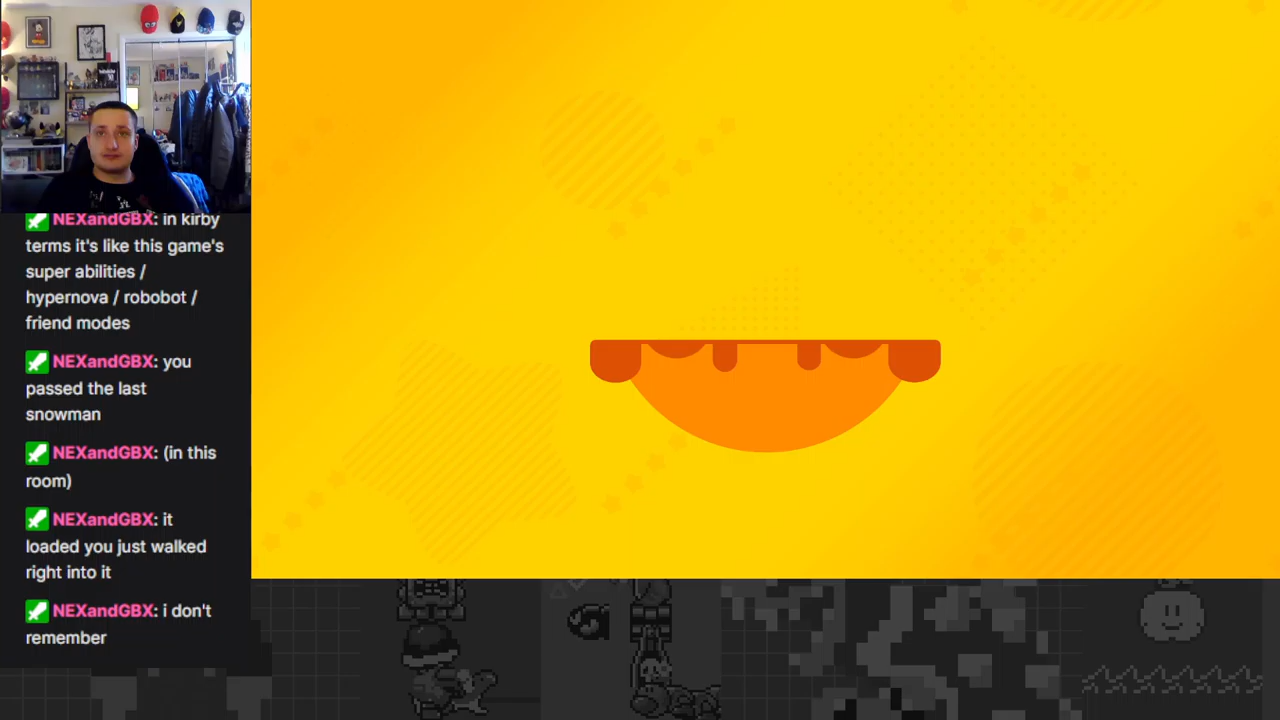 NEXandGBX: in kirby
terms it's like this game's
super abilities /
hypernova / robobot /
friend modes
NEXandGBX: you
passed the last
snowman
NEXandGBX: (in this
room)
NEXandGBX: it
loaded you just walked
right into it
NEXandGBX: i don't
remember